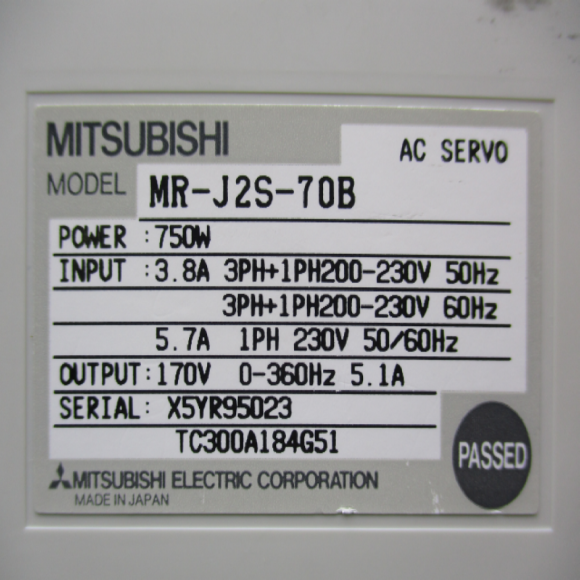 MITSUBISHI
AC SERVO
MODEL MR-J2S-70B
POWER :750W
INPUT :3.8A 3PH+1PH200-230V 50Hz
3PH+1PH200-230V 60Hz
5.7A 1PH 230V 50/60Hz
OUTPUT:170V 0-360Hz 5.1A
SERIAL: X5YR95023
TC300A184G51
PASSED
MITSUBISHI ELECTRIC CORPORATION
MADE IN JAPAN